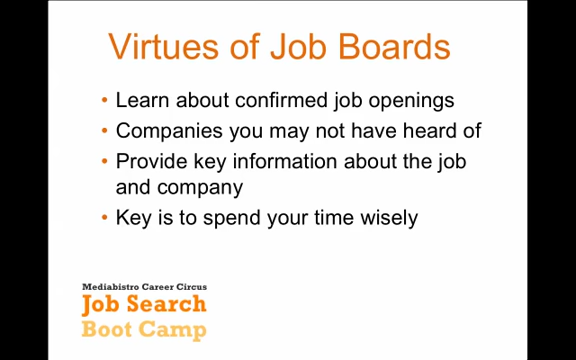 Virtues of Job Boards
• Learn about confirmed job openings
• Companies you may not have heard of
• Provide key information about the job
and company
• Key is to spend your time wisely
Mediabistro Career Circus
Job Search
Boot Camp